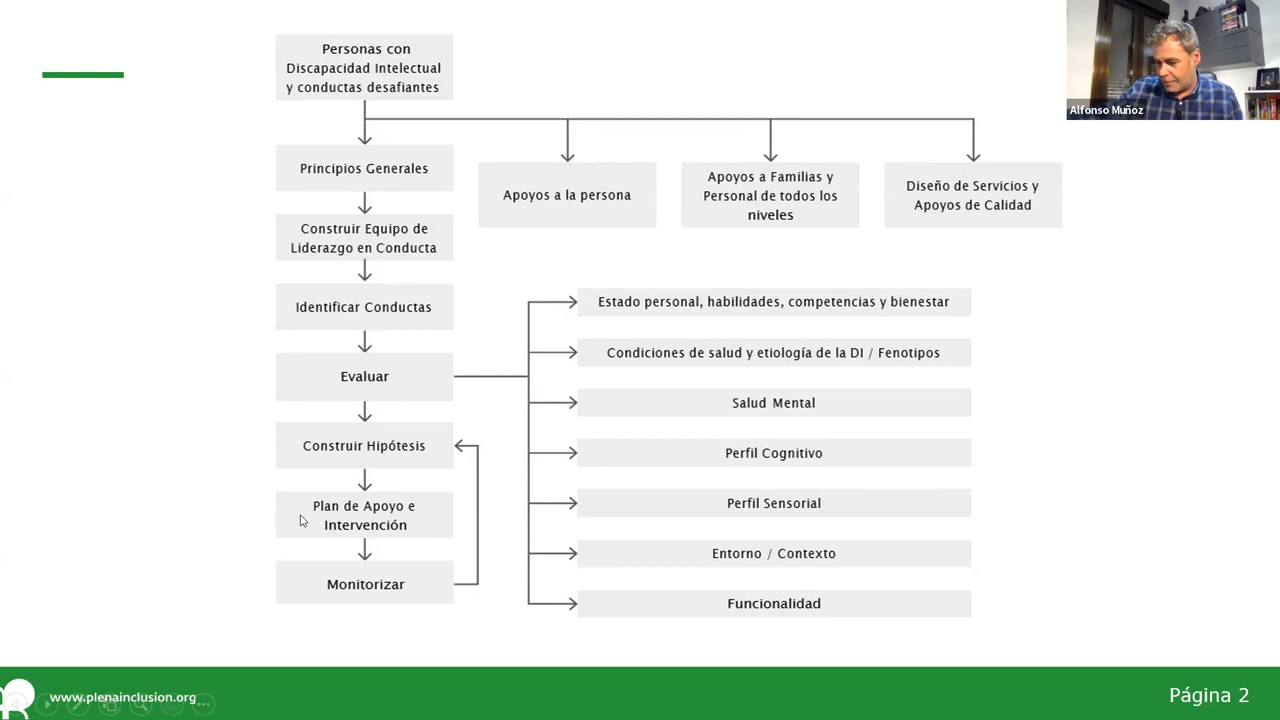 Personas con
Discapacidad Intelectual
y conductas desafiantes
Alfonso Muñoz
Principios Generales
Apoyos a la persona
Apoyos a Familias y
Personal de todos los
niveles
Diseño de Servicios y
Apoyos de Calidad
Construir Equipo de
Liderazgo en Conducta
Identificar Conductas
Evaluar
Construir Hipótesis
Plan de Apoyo e
Intervención
Monitorizar
Estado personal, habilidades, competencias y bienestar
Condiciones de salud y etiología de la DI / Fenotipos
Salud Mental
Perfil Cognitivo
Perfil Sensorial
Entorno / Contexto
Funcionalidad
www.plenainclusion.org
Página 2